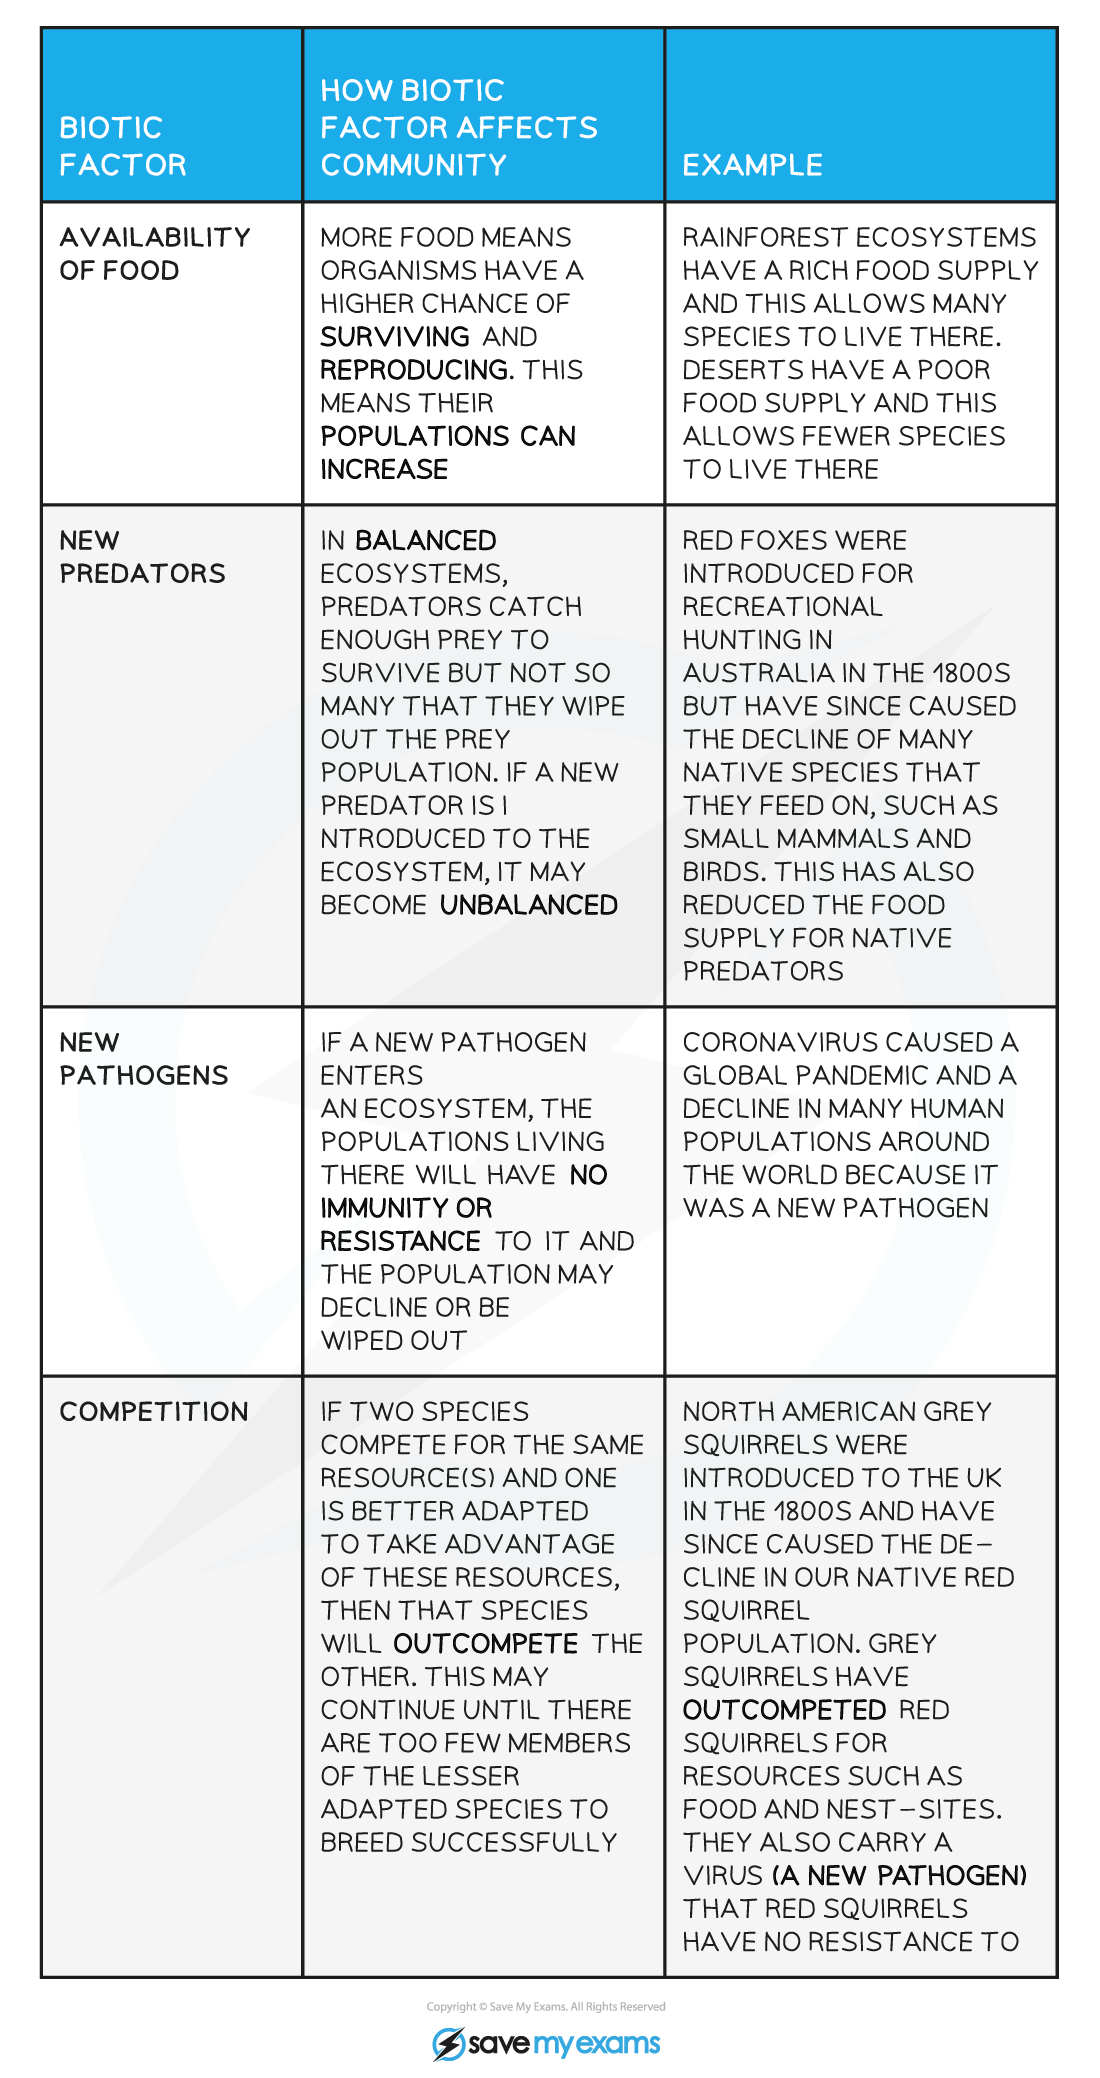 BIOTIC
FACTOR
HOW BIOTIC
FACTOR AFFECTS
COMMUNITY
EXAMPLE
AVAILABILITY
OF FOOD
MORE FOOD MEANS
ORGANISMS HAVE A
HIGHER CHANCE OF
SURVIVING AND
REPRODUCING. THIS
MEANS THEIR
POPULATIONS CAN
INCREASE
RAINFOREST ECOSYSTEMS
HAVE A RICH FOOD SUPPLY
AND THIS ALLOWS MANY
SPECIES TO LIVE THERE.
DESERTS HAVE A POOR
FOOD SUPPLY AND THIS
ALLOWS FEWER SPECIES
TO LIVE THERE
NEW
PREDATORS
IN BALANCED
ECOSYSTEMS,
PREDATORS CATCH
ENOUGH PREY TO
SURVIVE BUT NOT SO
MANY THAT THEY WIPE
OUT THE PREY
POPULATION. IF A NEW
PREDATOR IS I
NTRODUCED TO THE
ECOSYSTEM, IT MAY
BECOME UNBALANCED
RED FOXES WERE
INTRODUCED FOR
RECREATIONAL
HUNTING IN
AUSTRALIA IN THE 1800S
BUT HAVE SINCE CAUSED
THE DECLINE OF MANY
NATIVE SPECIES THAT
THEY FEED ON, SUCH AS
SMALL MAMMALS AND
BIRDS. THIS HAS ALSO
REDUCED THE FOOD
SUPPLY FOR NATIVE
PREDATORS
NEW
PATHOGENS
IF A NEW PATHOGEN
ENTERS
AN ECOSYSTEM, THE
POPULATIONS LIVING
THERE WILL HAVE NO
IMMUNITY OR
RESISTANCE TO IT AND
THE POPULATION MAY
DECLINE OR BE
WIPED OUT
CORONAVIRUS CAUSED A
GLOBAL PANDEMIC AND A
DECLINE IN MANY HUMAN
POPULATIONS AROUND
THE WORLD BECAUSE IT
WAS A NEW PATHOGEN
COMPETITION
IF TWO SPECIES
COMPETE FOR THE SAME
RESOURCE(S) AND ONE
IS BETTER ADAPTED
TO TAKE ADVANTAGE
OF THESE RESOURCES,
THEN THAT SPECIES
WILL OUTCOMPETE THE
OTHER. THIS MAY
CONTINUE UNTIL THERE
ARE TOO FEW MEMBERS
OF THE LESSER
ADAPTED SPECIES TO
BREED SUCCESSFULLY
NORTH AMERICAN GREY
SQUIRRELS WERE
INTRODUCED TO THE UK
IN THE 1800S AND HAVE
SINCE CAUSED THE DE-
CLINE IN OUR NATIVE RED
SQUIRREL
POPULATION. GREY
SQUIRRELS HAVE
OUTCOMPETED RED
SQUIRRELS FOR
RESOURCES SUCH AS
FOOD AND NEST-SITES.
THEY ALSO CARRY A
VIRUS (A NEW PATHOGEN)
THAT RED SQUIRRELS
HAVE NO RESISTANCE TO
Copyright © Save My Exams. All Rights Reserved
savemyexams